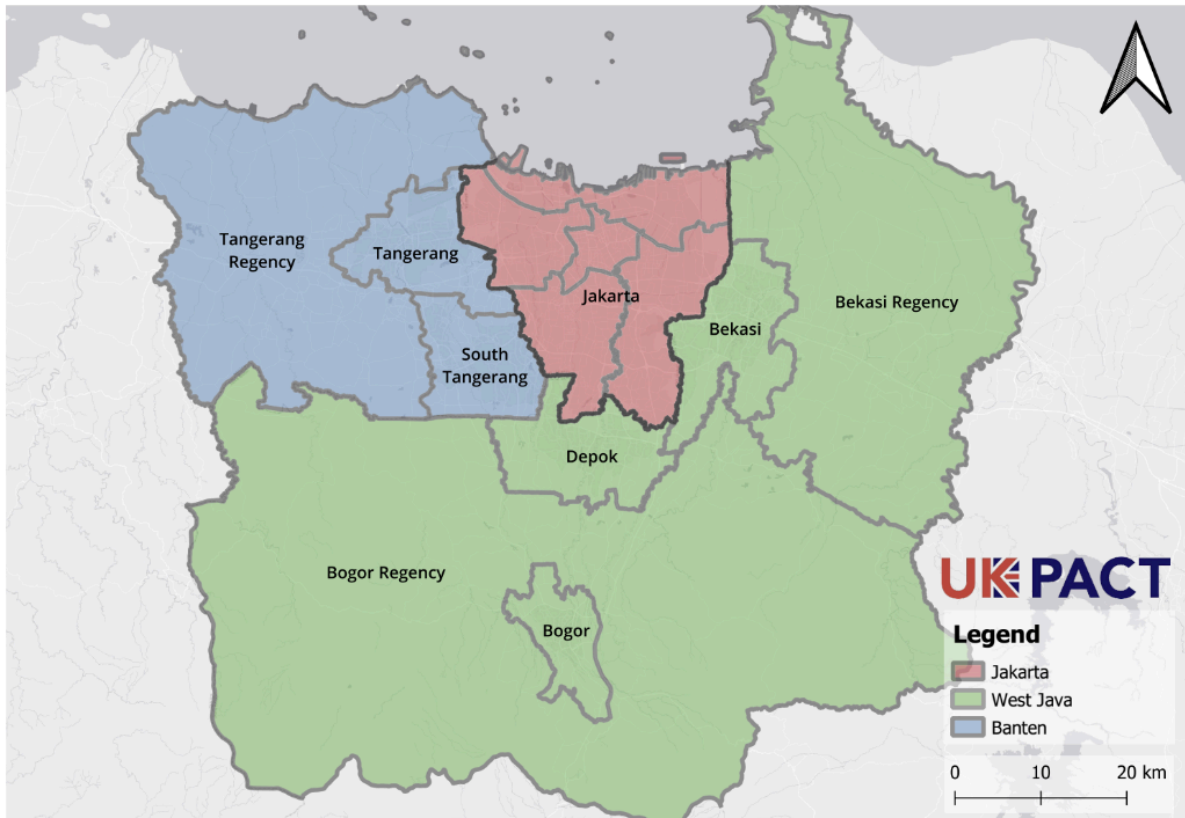 Tangerang
Regency
Tangerang
Jakarta
Bekasi Regency
Bekasi
South
Tangerang
Depok
Bogor Regency
Bogor
UK PACT
Legend
Jakarta
West Java
Banten
0 10 20 km